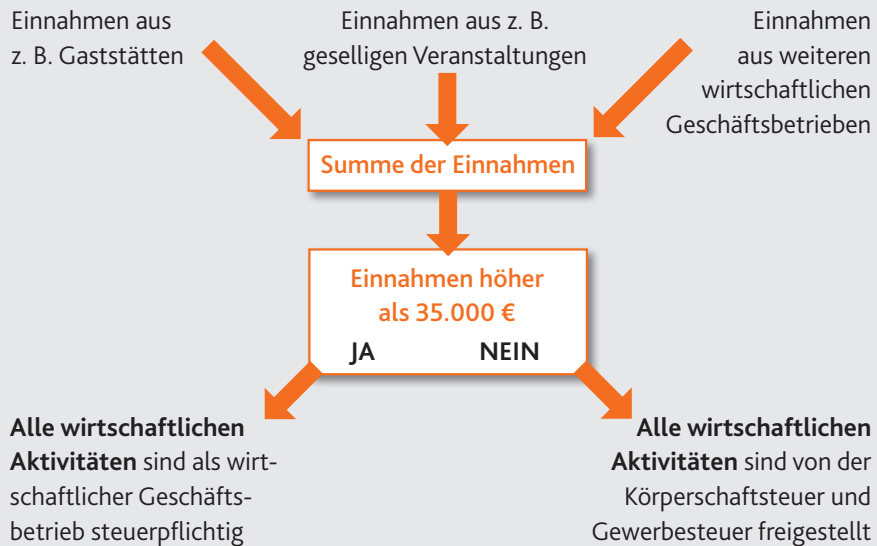 Einnahmen aus
z. B. Gaststätten
Einnahmen aus z. B.
geselligen Veranstaltungen
Einnahmen
aus weiteren
wirtschaftlichen
Geschäftsbetrieben
Summe der Einnahmen
Einnahmen höher
als 35.000 €
JA NEIN
Alle wirtschaftlichen
Aktivitäten sind als wirt-
schaftlicher Geschäfts-
betrieb steuerpflichtig
Alle wirtschaftlichen
Aktivitäten sind von der
Körperschaftsteuer und
Gewerbesteuer freigestellt